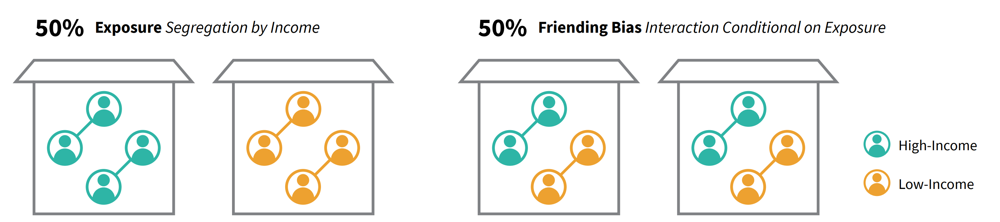 50% Exposure Segregation by Income
50% Friending Bias Interaction Conditional on Exposure
High-Income
Low-Income